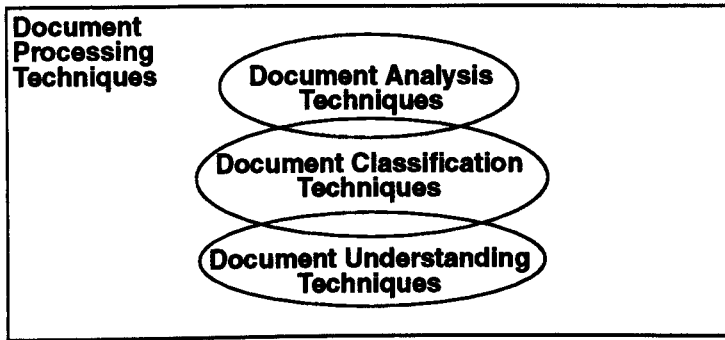 Document
Processing
Techniques
Document Analysis
Techniques
Document Classification
Techniques
Document Understanding
Techniques